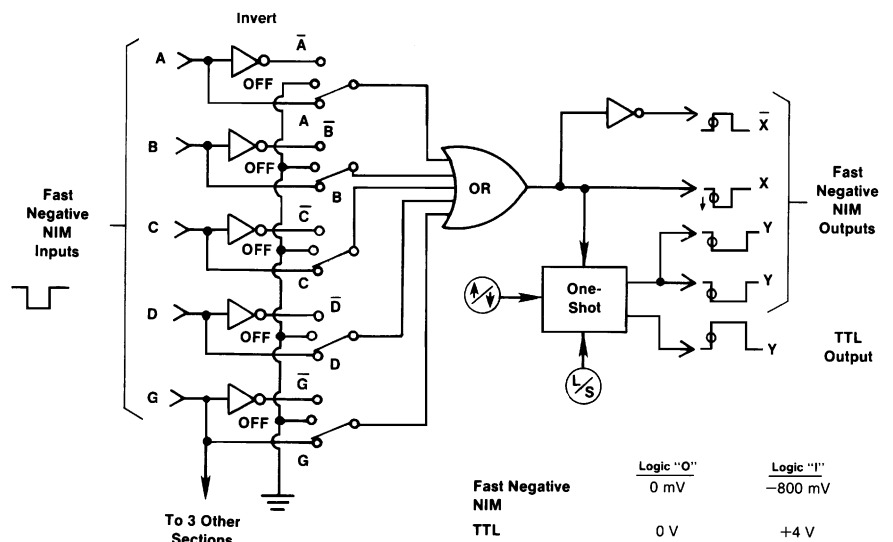 Invert
A
A̅
OFF
A
B
B̅
OFF
B
Fast
Negative
NIM
Inputs
C
C̅
OFF
C
D
D̅
OFF
D
G
G̅
OFF
G
To 3 Other
Sections
OR
One-
Shot
L/S
X̅
X
Y
Y
Y
Fast
Negative
NIM
Outputs
TTL
Output
Logic "O" Logic "I"
Fast Negative NIM 0 mV −800 mV
TTL 0 V +4 V